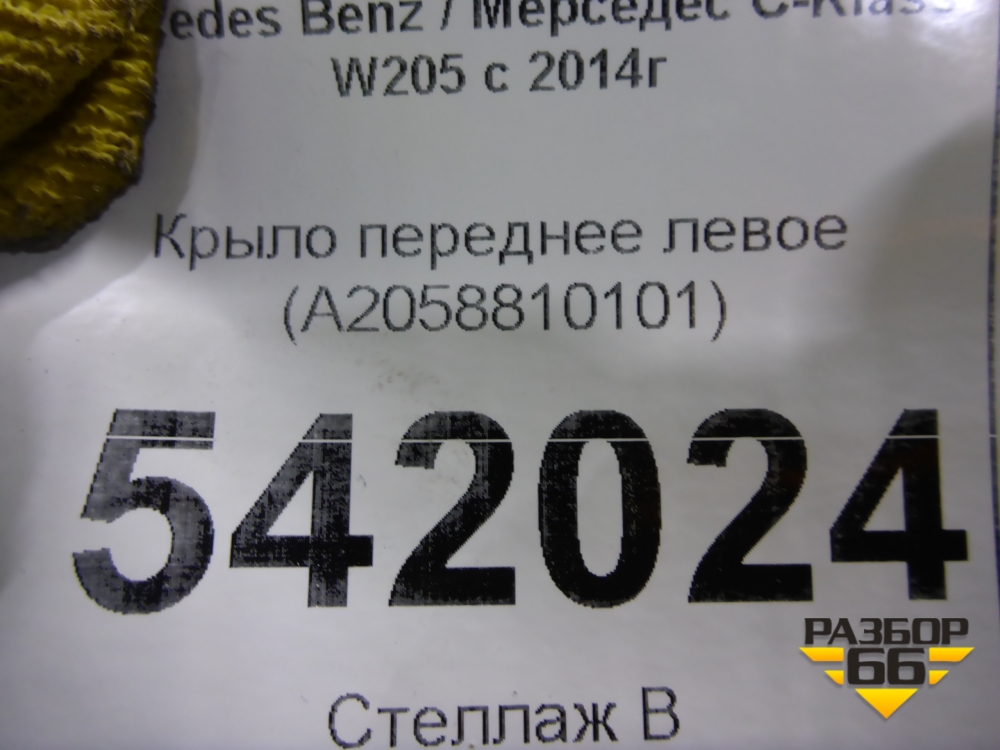 edes Benz / Мерседес C-Klass
W205 с 2014г
Крыло переднее левое
(A2058810101)
542024
РАЗБОР
66
Стеллаж В